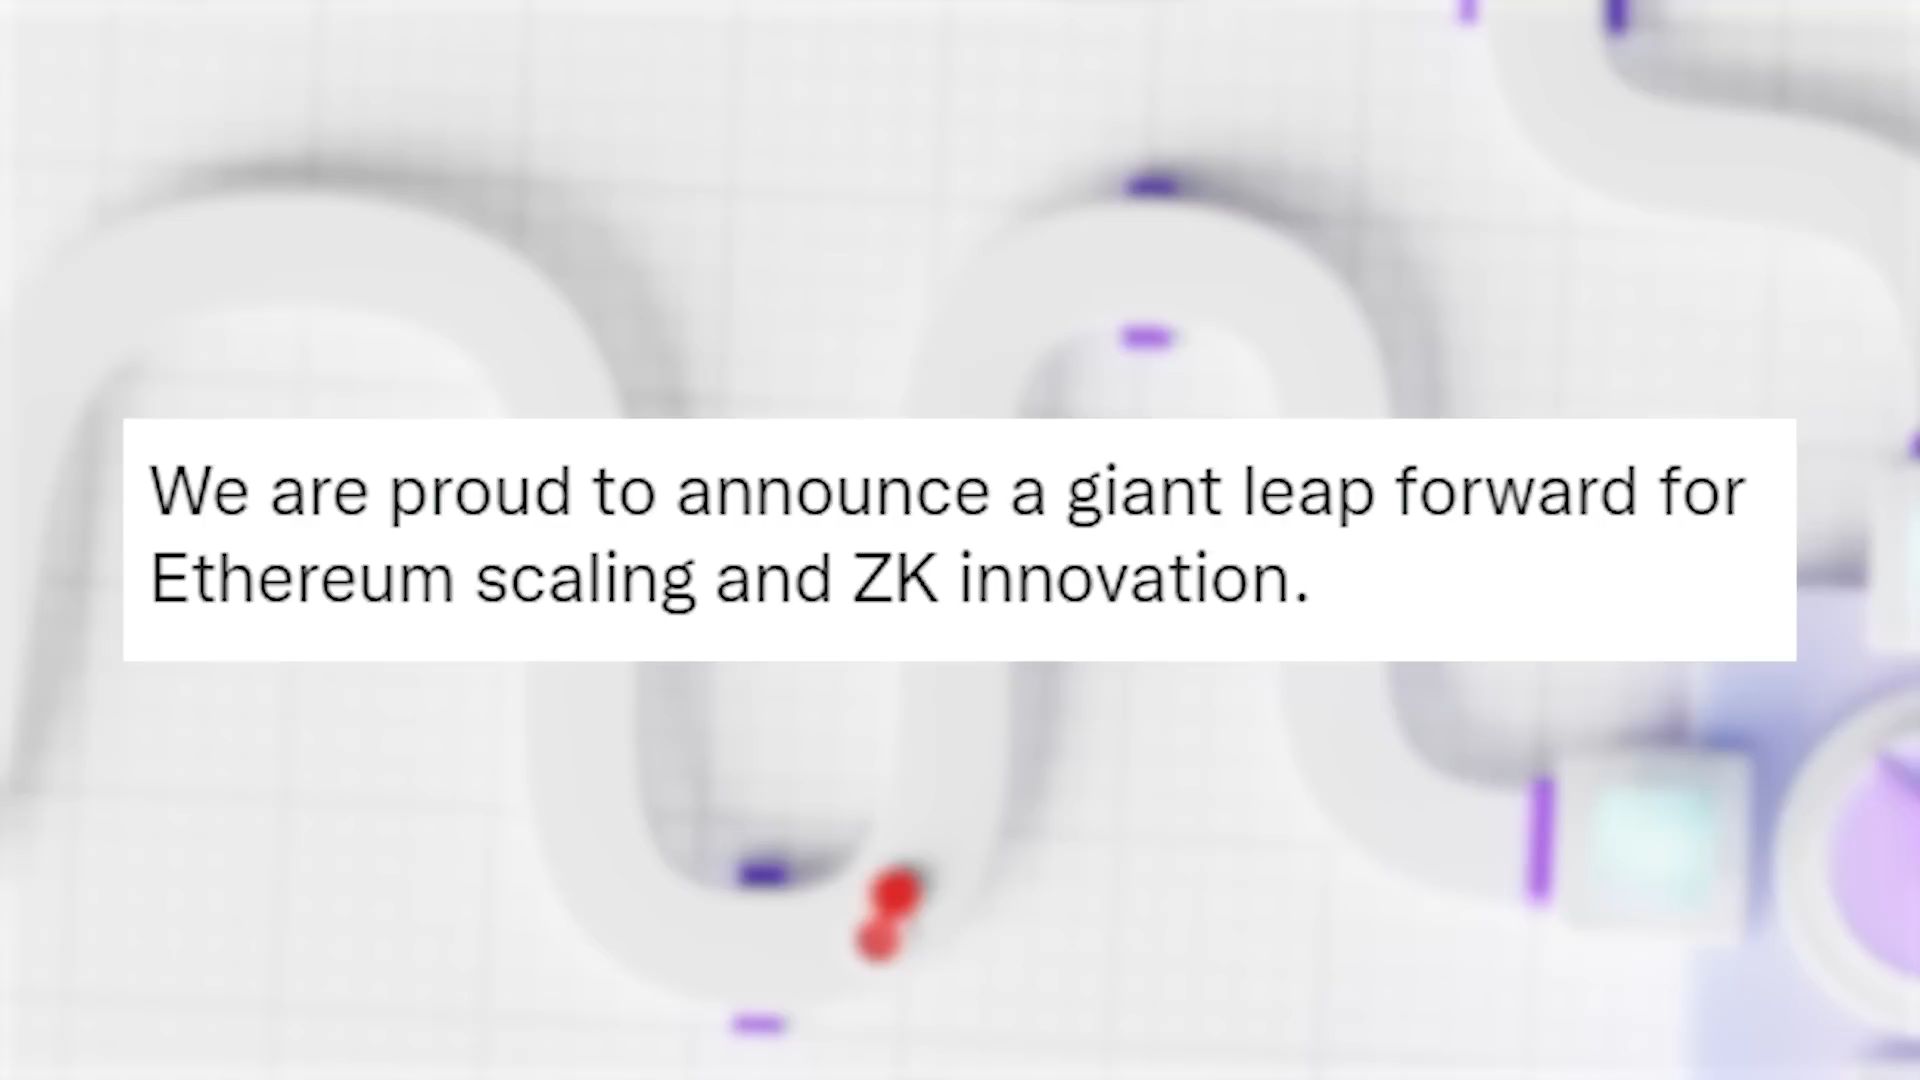 We are proud to announce a giant leap forward for
Ethereum scaling and ZK innovation.